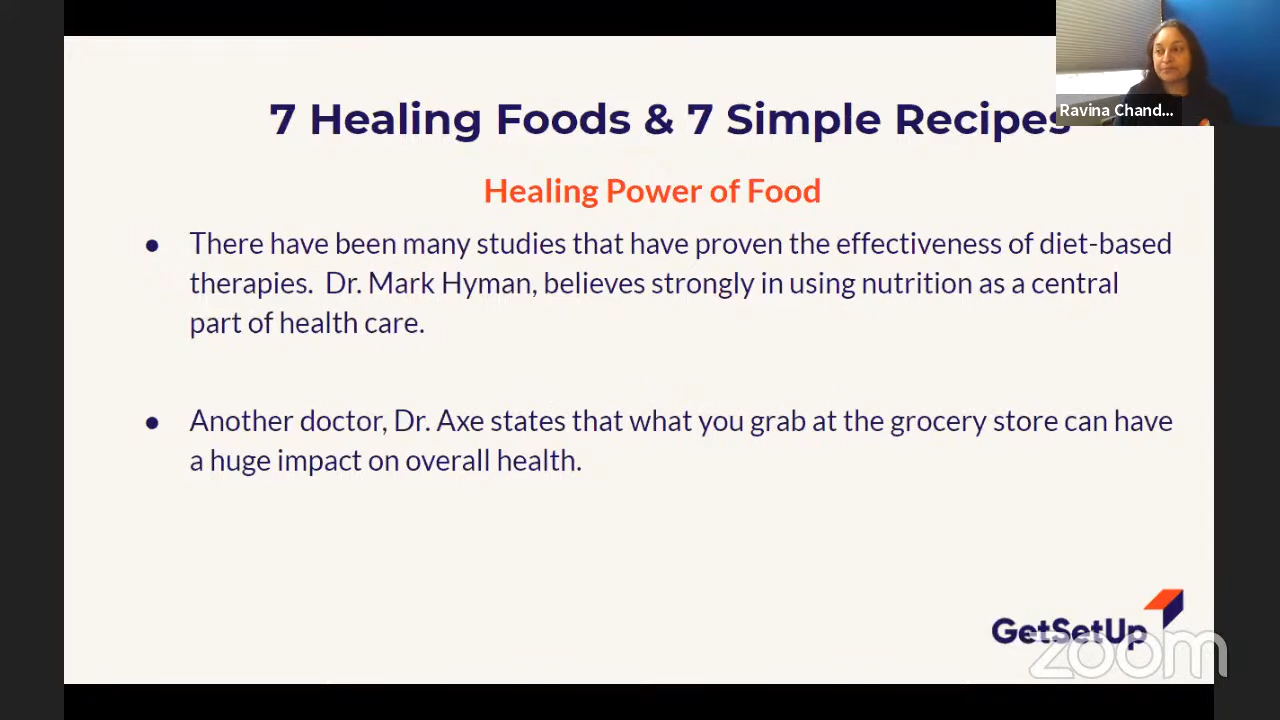 7 Healing Foods & 7 Simple Recipes
Ravina Chand...
Healing Power of Food
● There have been many studies that have proven the effectiveness of diet-based
therapies.  Dr. Mark Hyman, believes strongly in using nutrition as a central
part of health care.
● Another doctor, Dr. Axe states that what you grab at the grocery store can have
a huge impact on overall health.
GetSetUp
zoom